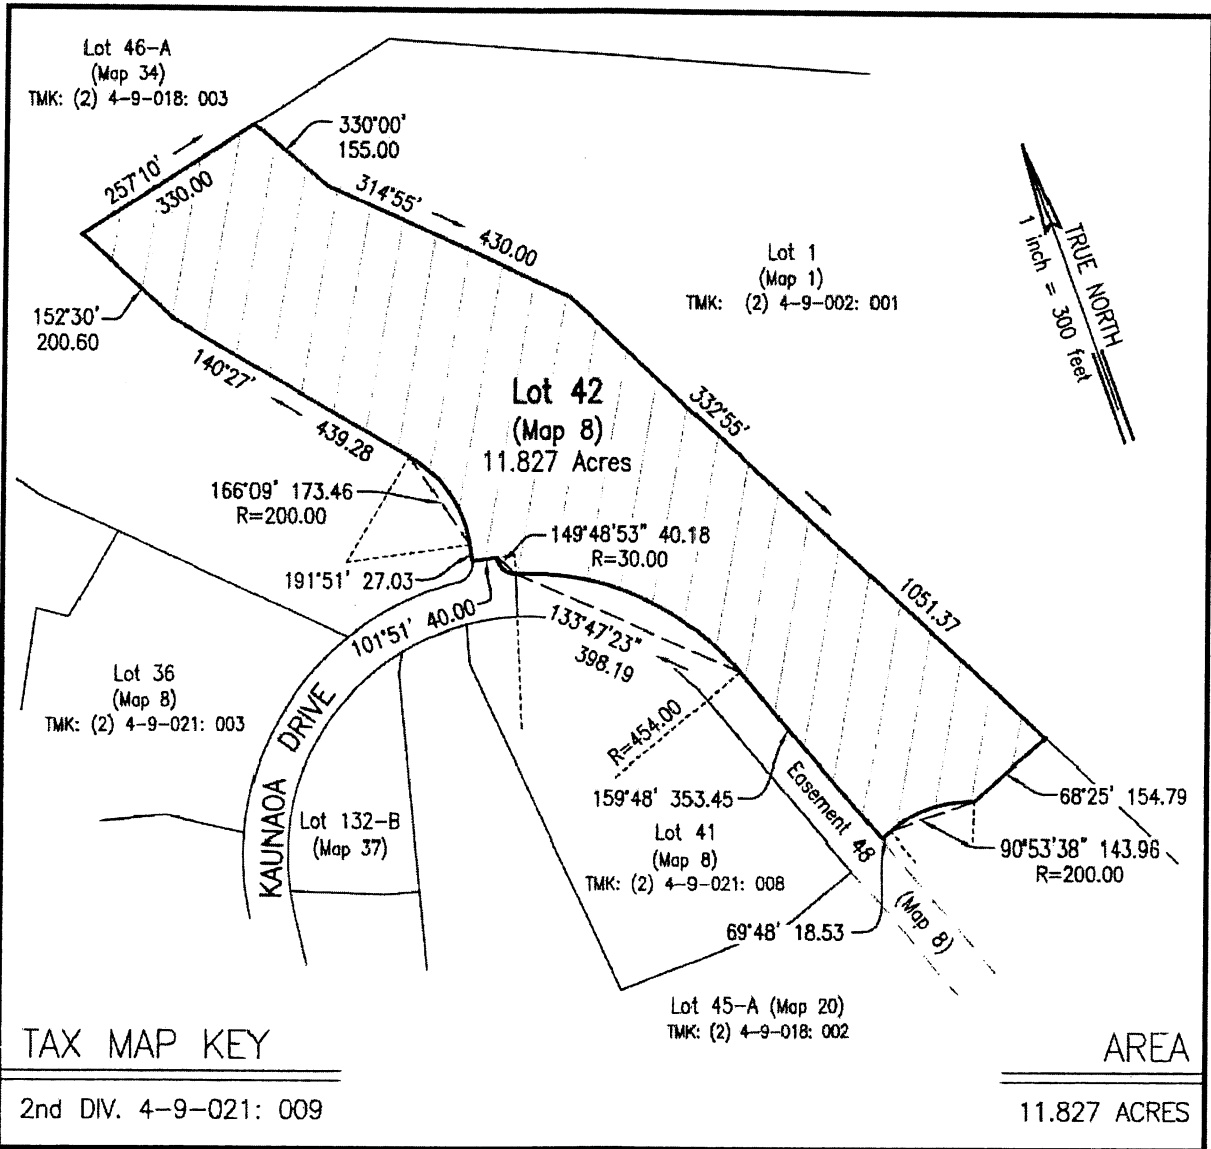 Lot 46-A
(Map 34)
TMK: (2) 4-9-018: 003
330°00'
155.00
257°10'
330.00
314°55'
430.00
Lot 1
(Map 1)
TMK: (2) 4-9-002: 001
TRUE NORTH
1 inch = 300 feet
152°30'
200.60
140°27'
439.28
Lot 42
(Map 8)
11.827 Acres
332°55'
1051.37
166°09' 173.46
R=200.00
149°48'53" 40.18
R=30.00
191°51' 27.03
101°51' 40.00
133°47'23"
398.19
Lot 36
(Map 8)
TMK: (2) 4-9-021: 003
KAUNAOA DRIVE
R=454.00
159°48' 353.45
Easement 48
(Map 8)
68°25' 154.79
90°53'38" 143.96
R=200.00
Lot 132-B
(Map 37)
Lot 41
(Map 8)
TMK: (2) 4-9-021: 008
69°48' 18.53
Lot 45-A (Map 20)
TMK: (2) 4-9-018: 002
TAX MAP KEY
2nd DIV. 4-9-021: 009
AREA
11.827 ACRES